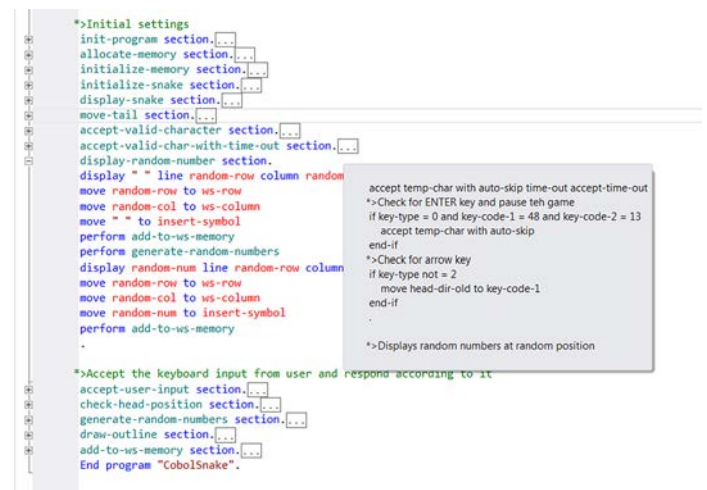 *>Initial settings
init-program section....
allocate-memory section....
initialize-memory section....
initialize-snake section....
display-snake section....
move-tail section....
accept-valid-character section....
accept-valid-char-with-time-out section....
display-random-number section.
display " " line random-row column random
move random-row to ws-row
move random-col to ws-column
move " " to insert-symbol
perform add-to-ws-memory
perform generate-random-numbers
display random-num line random-row column
move random-row to ws-row
move random-col to ws-column
move random-num to insert-symbol
perform add-to-ws-memory
.
accept temp-char with auto-skip time-out accept-time-out
*>Check for ENTER key and pause teh game
if key-type = 0 and key-code-1 = 48 and key-code-2 = 13
accept temp-char with auto-skip
end-if
*>Check for arrow key
if key-type not = 2
move head-dir-old to key-code-1
end-if
.
*>Displays random numbers at random position
*>Accept the keyboard input from user and respond according to it
accept-user-input section....
check-head-position section....
generate-random-numbers section....
draw-outline section....
add-to-ws-memory section....
End program "CobolSnake".